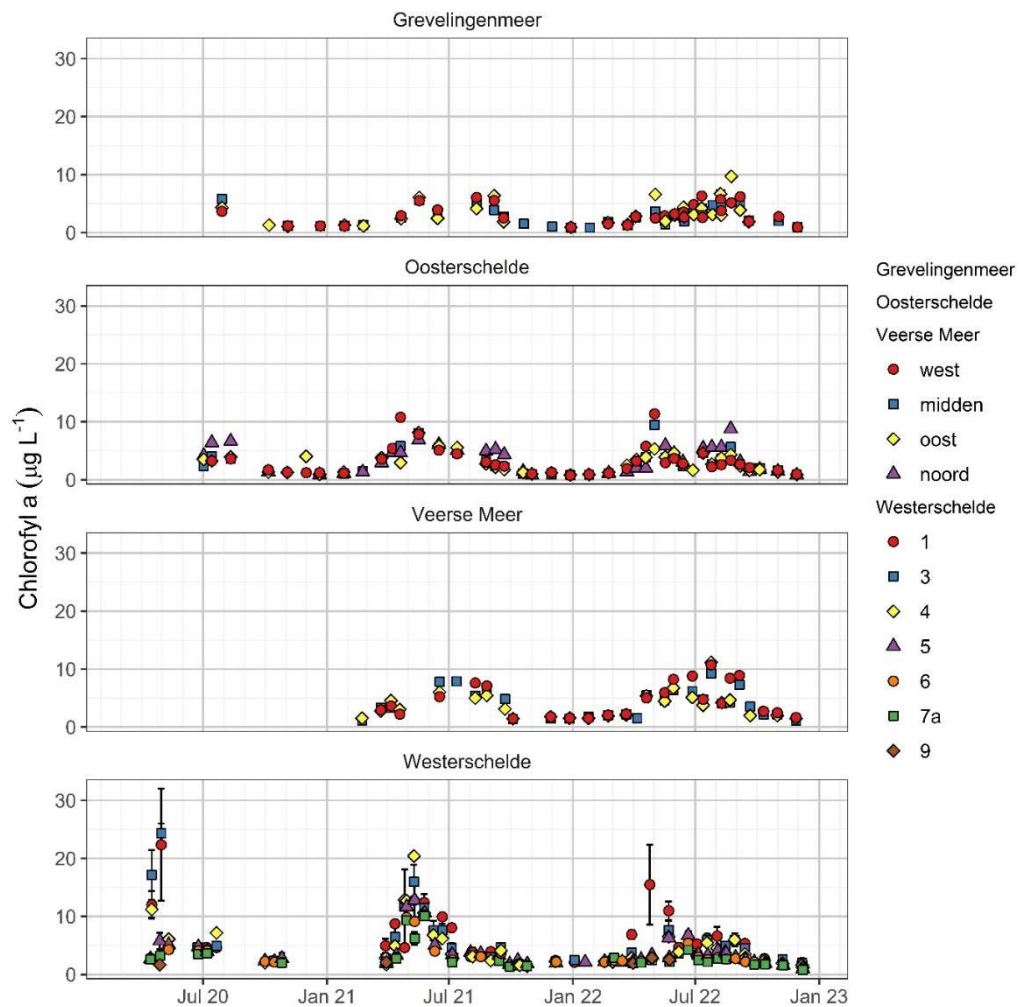 Grevelingenmeer
30
20
10
0
Oosterschelde
30
20
10
0
Veerse Meer
30
20
10
0
Westerschelde
30
20
10
0
Jul 20 Jan 21 Jul 21 Jan 22 Jul 22 Jan 23
Chlorofyl a (μg L⁻¹)
Grevelingenmeer
Oosterschelde
Veerse Meer
west
midden
oost
noord
Westerschelde
1
3
4
5
6
7a
9